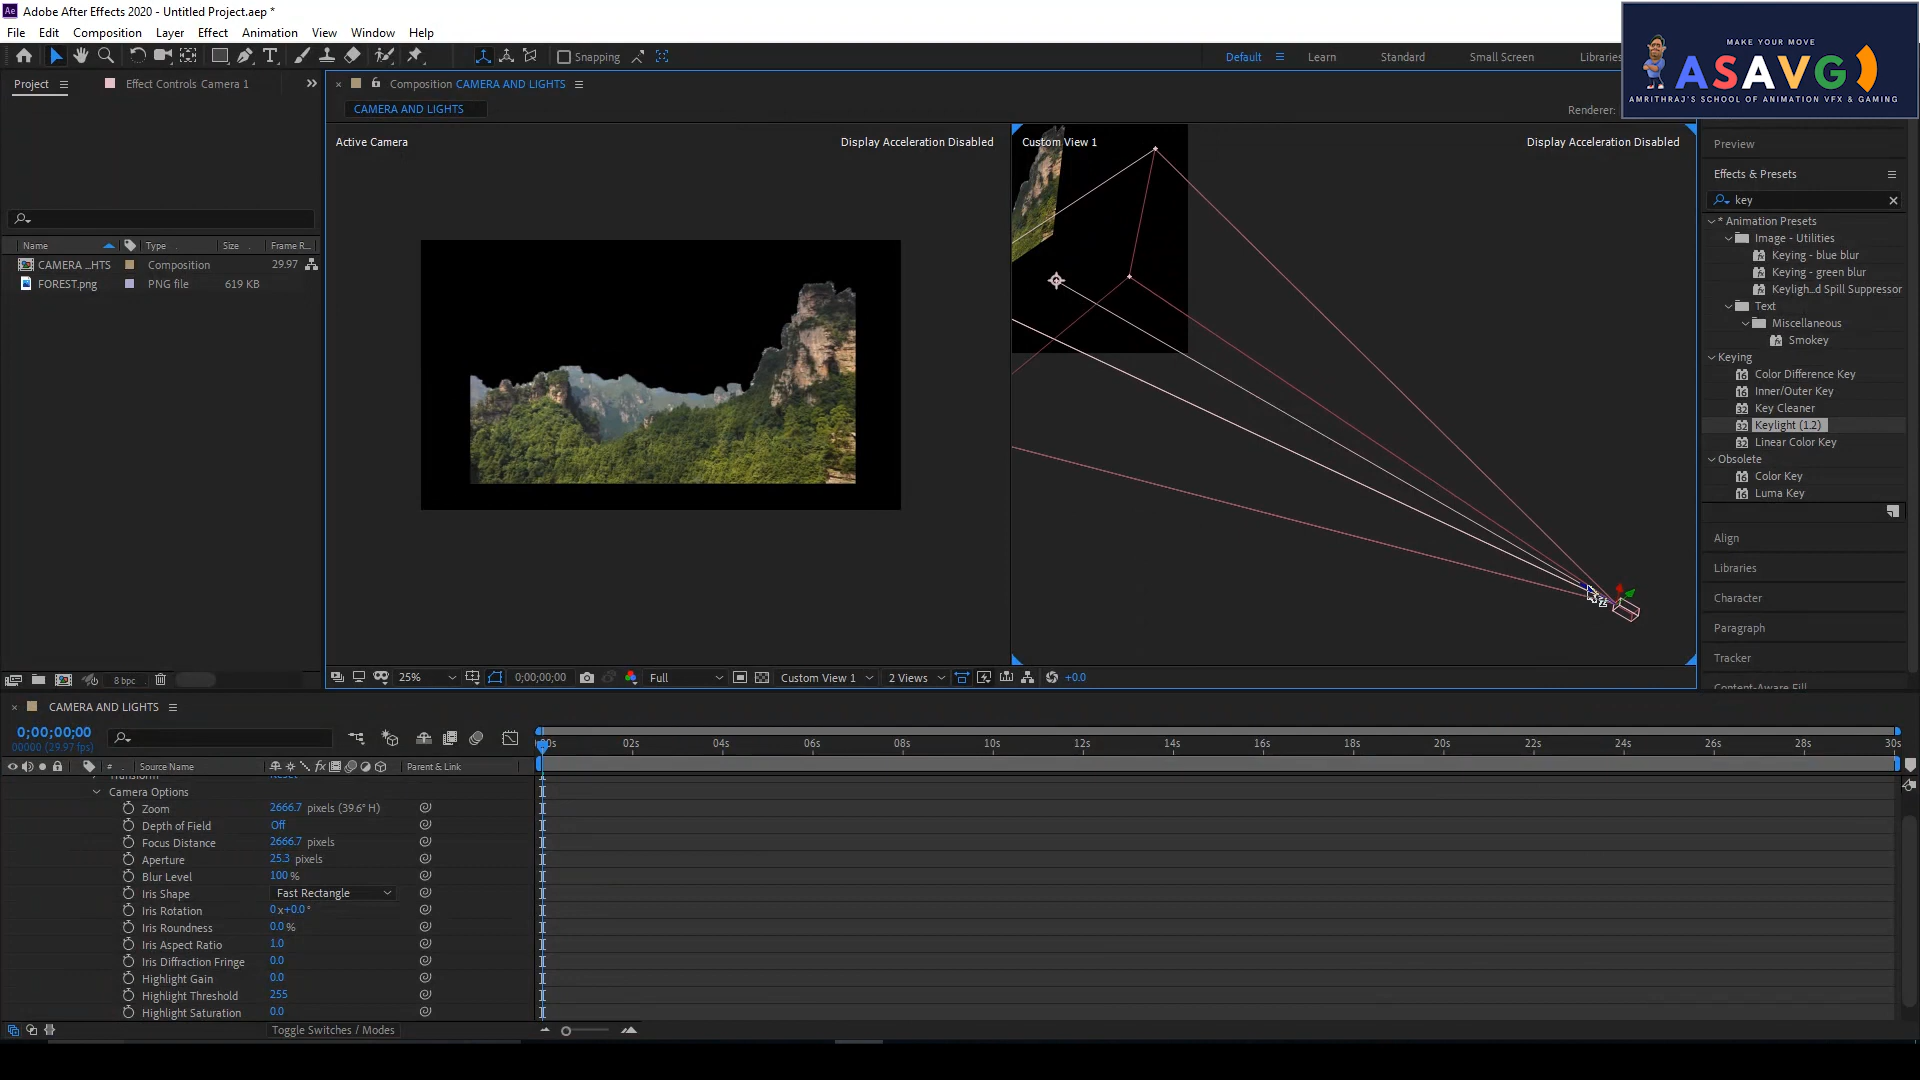 Adobe After Effects 2020 - Untitled Project.aep *
File Edit Composition Layer Effect Animation View Window Help
Snapping
Default Learn Standard Small Screen Libraries
MAKE YOUR MOVE
ASAVG
AMRITHRAJ'S SCHOOL OF ANIMATION VFX & GAMING
Project Effect Controls Camera 1
Composition CAMERA AND LIGHTS
CAMERA AND LIGHTS
Renderer:
Active Camera Display Acceleration Disabled
Custom View 1 Display Acceleration Disabled
Name Type Size Frame R...
CAMERA ...HTS Composition 29.97
FOREST.png PNG file 619 KB
Preview
Effects & Presets
key
* Animation Presets
Image - Utilities
Keying - blue blur
Keying - green blur
Keyligh...d Spill Suppressor
Text
Miscellaneous
Smokey
Keying
Color Difference Key
Inner/Outer Key
Key Cleaner
Keylight (1.2)
Linear Color Key
Obsolete
Color Key
Luma Key
Align
Libraries
Character
Paragraph
Tracker
Content-Aware Fill
8 bpc
25% 0;00;00;00 Full Custom View 1 2 Views +0.0
CAMERA AND LIGHTS
0;00;00;00
00000 (29.97 fps)
# Source Name Parent & Link
02s 04s 06s 08s 10s 12s 14s 16s 18s 20s 22s 24s 26s 28s 30s
Transform Reset
Camera Options
Zoom 2666.7 pixels (39.6° H)
Depth of Field Off
Focus Distance 2666.7 pixels
Aperture 25.3 pixels
Blur Level 100 %
Iris Shape Fast Rectangle
Iris Rotation 0x+0.0°
Iris Roundness 0.0 %
Iris Aspect Ratio 1.0
Iris Diffraction Fringe 0.0
Highlight Gain 0.0
Highlight Threshold 255
Highlight Saturation 0.0
Toggle Switches / Modes